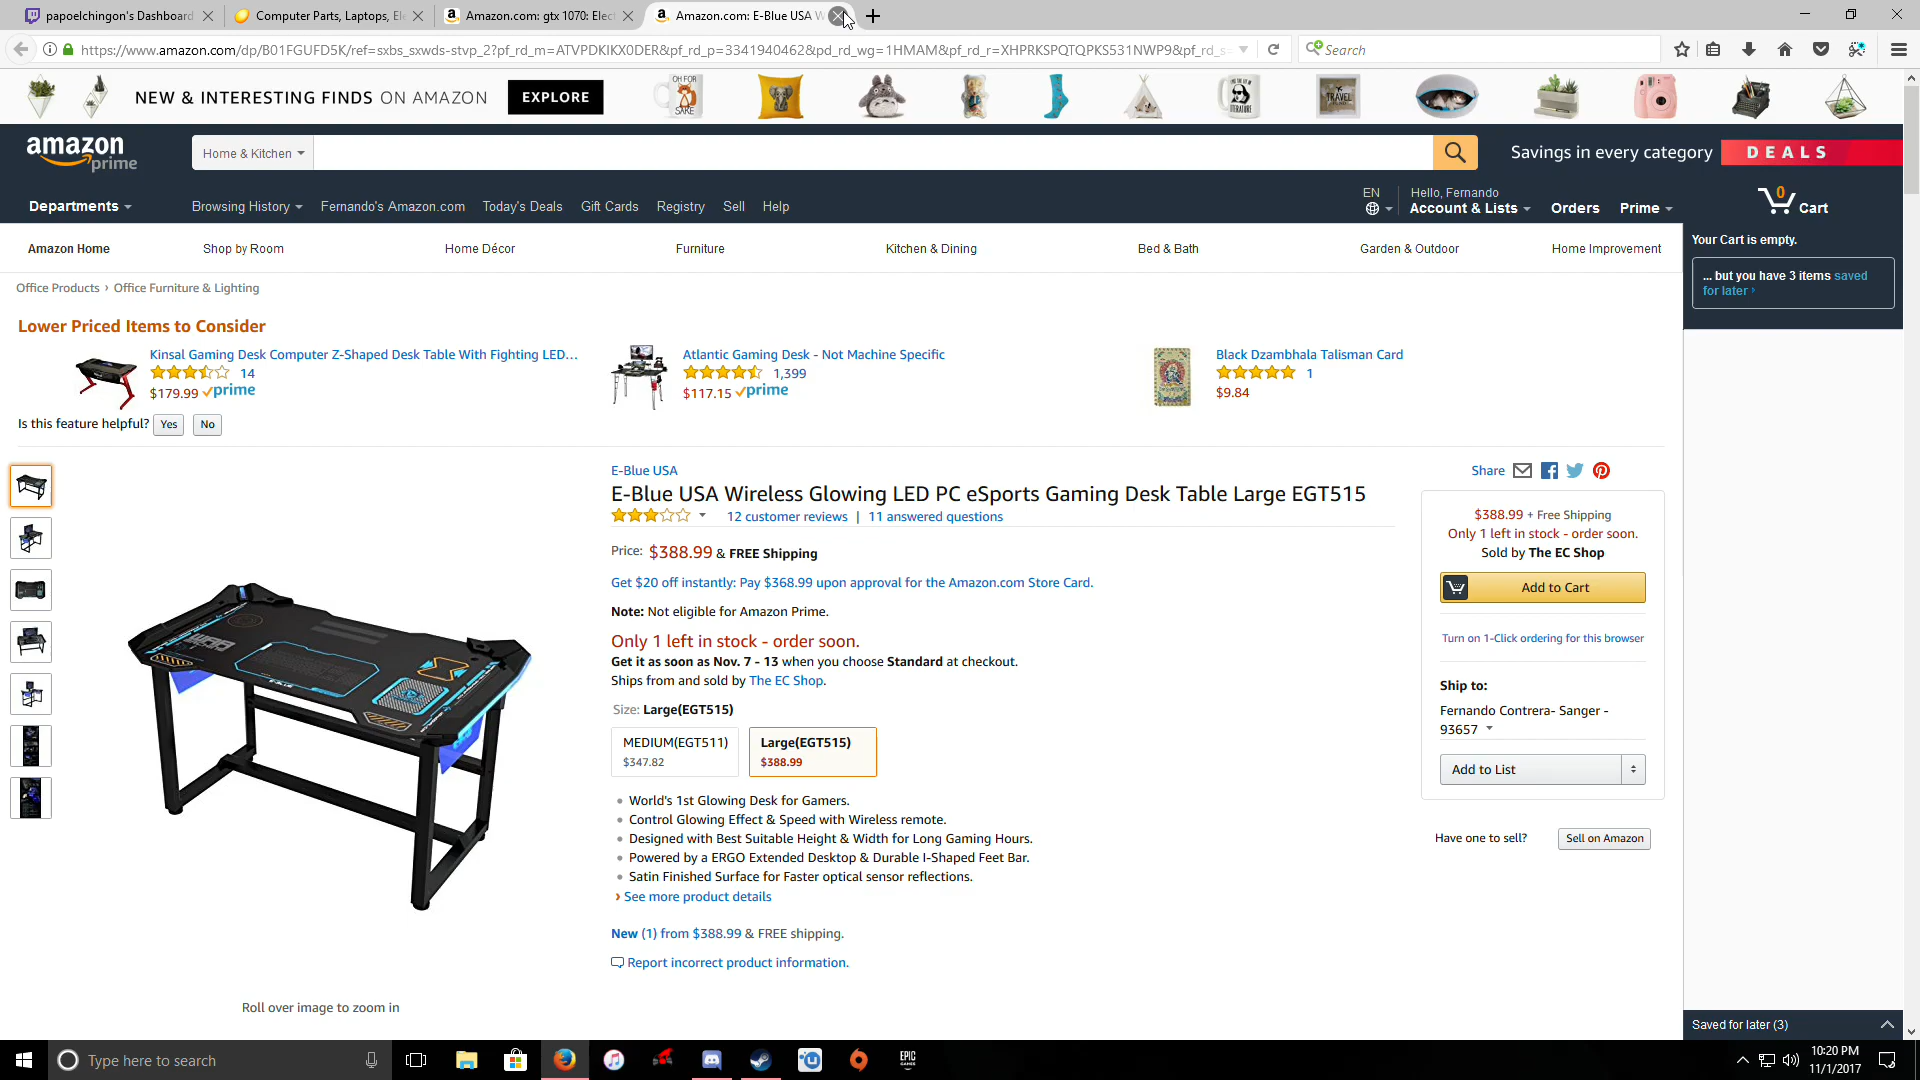 papoelchingon's Dashboard
Computer Parts, Laptops, Ele
Amazon.com: gtx 1070: Elect
Amazon.com: E-Blue USA W
https://www.amazon.com/dp/B01FGUFD5K/ref=sxbs_sxwds-stvp_2?pf_rd_m=ATVPDKIKX0DER&pf_rd_p=3341940462&pd_rd_wg=1HMAM&pf_rd_r=XHPRKSPQTQPKS531NWP9&pf_rd_s
Search
NEW & INTERESTING FINDS ON AMAZON
EXPLORE
OH FOR
SAKE
LITERATURE
TRAVEL
amazon
prime
Home & Kitchen
Savings in every category
DEALS
Departments
Browsing History
Fernando's Amazon.com
Today's Deals
Gift Cards
Registry
Sell
Help
EN
Hello, Fernando
Account & Lists
Orders
Prime
0
Cart
Amazon Home
Shop by Room
Home Décor
Furniture
Kitchen & Dining
Bed & Bath
Garden & Outdoor
Home Improvement
Your Cart is empty.
... but you have 3 items saved
for later ›
Office Products › Office Furniture & Lighting
Lower Priced Items to Consider
Kinsal Gaming Desk Computer Z-Shaped Desk Table With Fighting LED...
14
$179.99 prime
Atlantic Gaming Desk - Not Machine Specific
1,399
$117.15 prime
Black Dzambhala Talisman Card
1
$9.84
Is this feature helpful? Yes No
E-Blue USA
E-Blue USA Wireless Glowing LED PC eSports Gaming Desk Table Large EGT515
12 customer reviews | 11 answered questions
Price: $388.99 & FREE Shipping
Get $20 off instantly: Pay $368.99 upon approval for the Amazon.com Store Card.
Note: Not eligible for Amazon Prime.
Only 1 left in stock - order soon.
Get it as soon as Nov. 7 - 13 when you choose Standard at checkout.
Ships from and sold by The EC Shop.
Size: Large(EGT515)
MEDIUM(EGT511)
$347.82
Large(EGT515)
$388.99
World's 1st Glowing Desk for Gamers.
Control Glowing Effect & Speed with Wireless remote.
Designed with Best Suitable Height & Width for Long Gaming Hours.
Powered by a ERGO Extended Desktop & Durable I-Shaped Feet Bar.
Satin Finished Surface for Faster optical sensor reflections.
› See more product details
New (1) from $388.99 & FREE shipping.
Report incorrect product information.
Roll over image to zoom in
Share
$388.99 + Free Shipping
Only 1 left in stock - order soon.
Sold by The EC Shop
Add to Cart
Turn on 1-Click ordering for this browser
Ship to:
Fernando Contrera- Sanger -
93657
Add to List
Have one to sell?
Sell on Amazon
Saved for later (3)
Type here to search
EPIC
GAMES
10:20 PM
11/1/2017